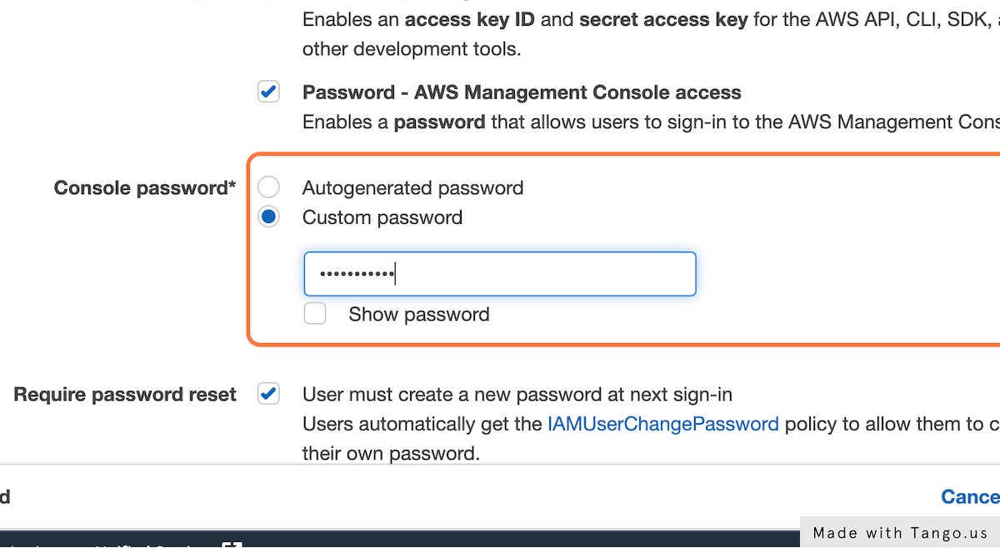 Enables an access key ID and secret access key for the AWS API, CLI, SDK,
other development tools.
Password - AWS Management Console access
Enables a password that allows users to sign-in to the AWS Management Cons
Console password*
Autogenerated password
Custom password
•••••••••••
Show password
Require password reset
User must create a new password at next sign-in
Users automatically get the IAMUserChangePassword policy to allow them to c
their own password.
d
Cance
Made with Tango.us